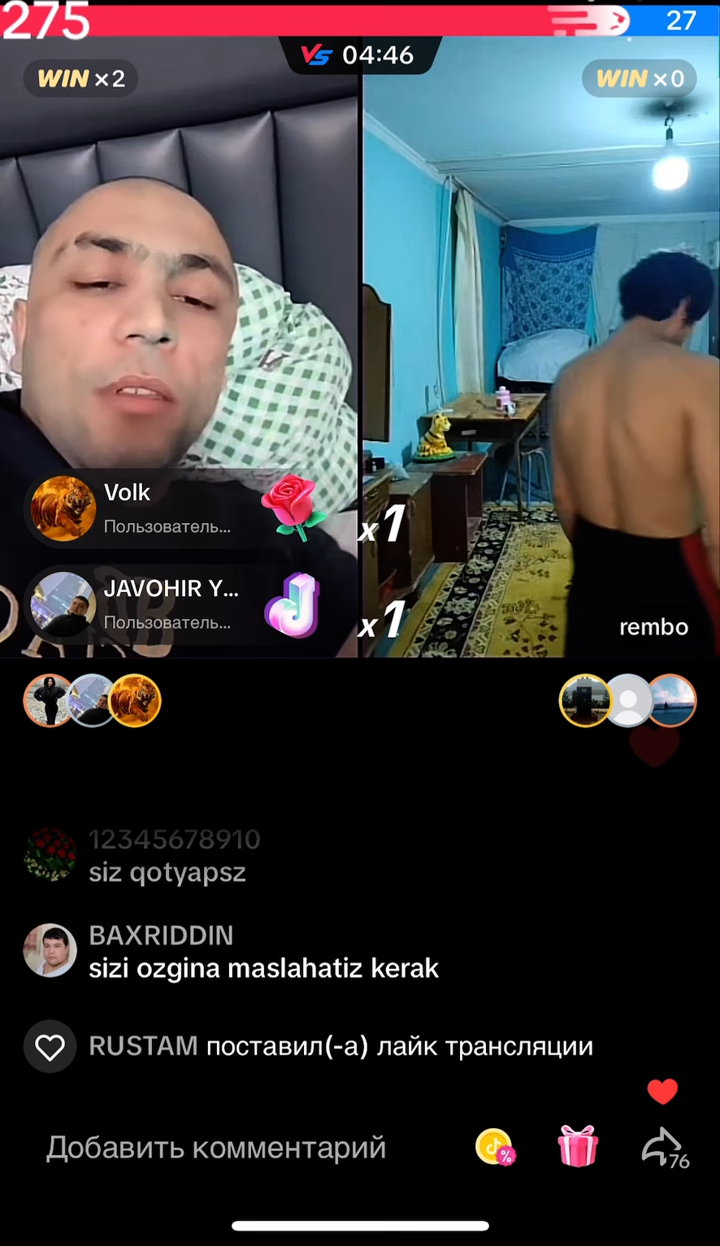 275
27
VS 04:46
WIN ×2
WIN ×0
Volk
Пользователь...
x1
JAVOHIR Y...
Пользователь...
x1
rembo
12345678910
siz qotyapsz
BAXRIDDIN
sizi ozgina maslahatiz kerak
RUSTAM поставил(-а) лайк трансляции
Добавить комментарий
%
76